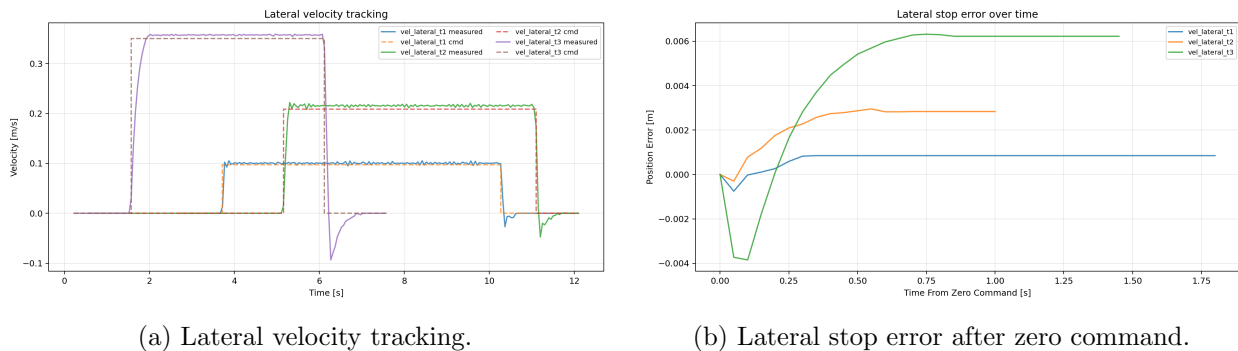 Lateral velocity tracking
vel_lateral_t1 measured
vel_lateral_t1 cmd
vel_lateral_t2 measured
vel_lateral_t2 cmd
vel_lateral_t3 measured
vel_lateral_t3 cmd
Velocity [m/s]
0.3
0.2
0.1
0.0
−0.1
0 2 4 6 8 10 12
Time [s]
(a) Lateral velocity tracking.
Lateral stop error over time
vel_lateral_t1
vel_lateral_t2
vel_lateral_t3
Position Error [m]
0.006
0.004
0.002
0.000
−0.002
−0.004
0.00 0.25 0.50 0.75 1.00 1.25 1.50 1.75
Time From Zero Command [s]
(b) Lateral stop error after zero command.